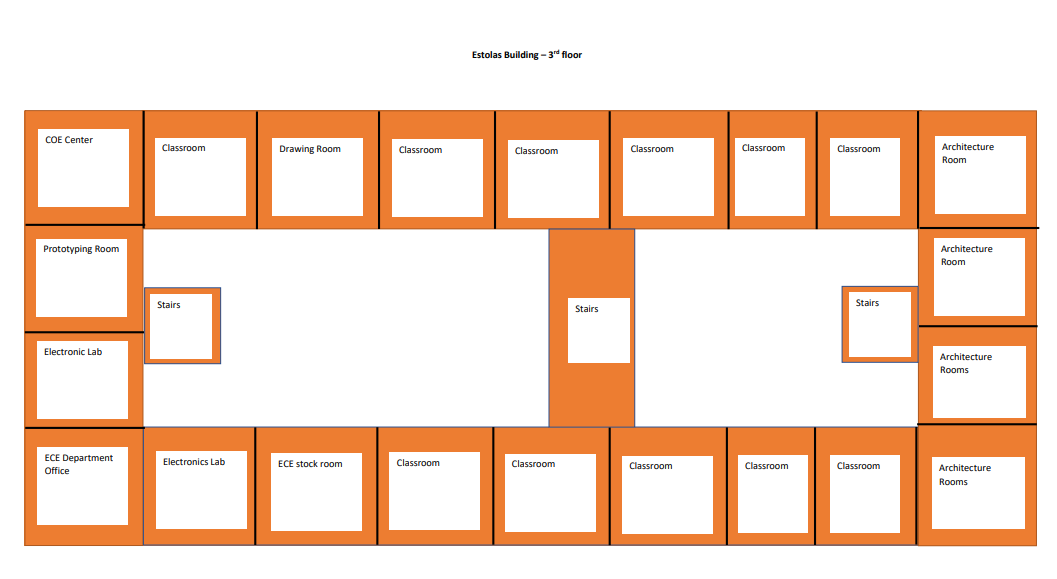 Estolas Building – 3rd floor
COE Center
Classroom
Drawing Room
Classroom
Classroom
Classroom
Classroom
Classroom
Architecture
Room
Prototyping Room
Architecture
Room
Stairs
Stairs
Stairs
Electronic Lab
Architecture
Rooms
ECE Department
Office
Electronics Lab
ECE stock room
Classroom
Classroom
Classroom
Classroom
Classroom
Architecture
Rooms